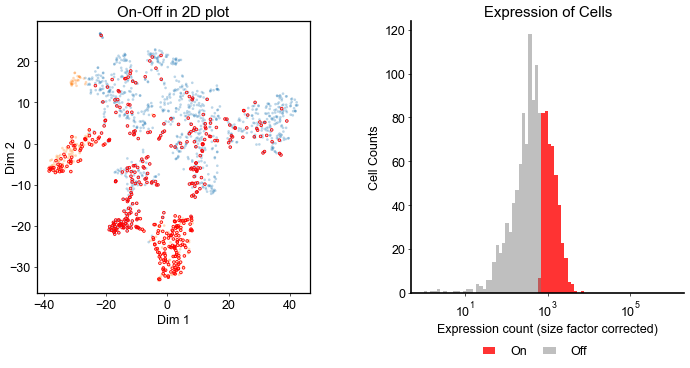 On-Off in 2D plot
20
10
0
−10
−20
−30
Dim 2
−40
−20
0
20
40
Dim 1
Expression of Cells
120
100
80
60
40
20
0
Cell Counts
10^1
10^3
10^5
Expression count (size factor corrected)
On
Off